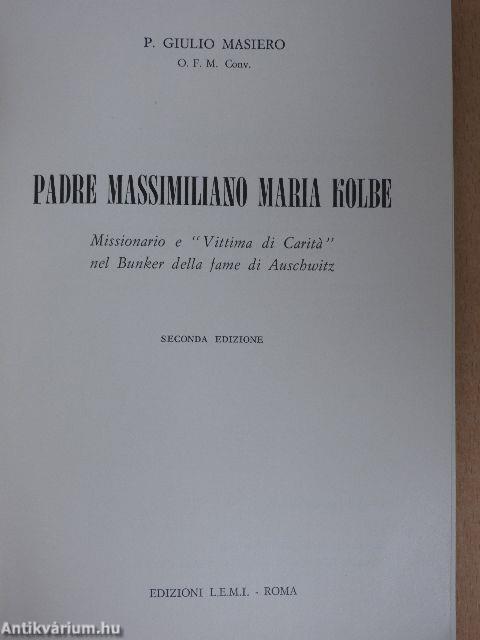 P. GIULIO MASIERO
O. F. M. Conv.
PADRE MASSIMILIANO MARIA KOLBE
Missionario e "Vittima di Carità"
nel Bunker della fame di Auschwitz
SECONDA EDIZIONE
EDIZIONI L.E.M.I. - ROMA
Antikvárium.hu